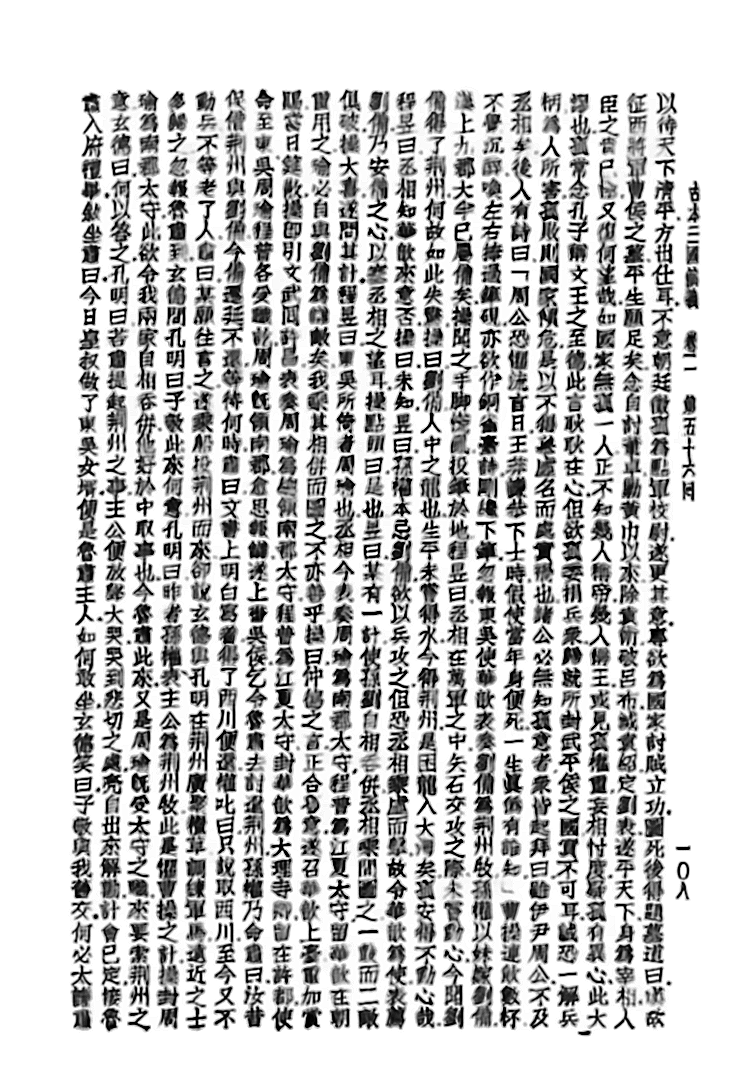 古本三國演義 卷二 第五十六回
一〇八
以待天下清平方出仕耳不意朝廷徵孤為點軍校尉遂更其意專欲為國家討賊立功圖死後得題墓道曰漢故
征西將軍曹侯之墓平生願足矣念自討董卓勦黃巾以來除袁術破呂布滅袁紹定劉表遂平天下身為宰相人
臣之貴已極又復何望哉如國家無孤一人正不知幾人稱帝幾人稱王或見孤權重妄相忖度疑孤有異心此大
謬也孤常念孔子稱文王之至德此言耿耿在心但欲孤委捐兵衆歸就所封武平侯之國實不可耳誠恐一解兵
柄為人所害孤敗則國家傾危是以不得慕虛名而處實禍也諸公必無知孤意者衆皆起拜曰雖伊尹周公不及
丞相矣後人有詩曰「周公恐懼流言日王莽謙恭下士時假使當年身便死一生真偽有誰知」曹操連飲數杯
不覺沉醉喚左右捧過筆硯亦欲作銅雀臺詩剛纔下筆忽報東吳使華歆表奏劉備為荊州牧孫權以妹嫁劉備
漢上九郡大半已屬備矣操聞之手腳慌亂投筆於地程昱曰丞相在萬軍之中矢石交攻之際未嘗動心今聞劉
備得了荊州何故如此失驚操曰劉備人中之龍也生平未嘗得水今得荊州是困龍入大海矣孤安得不動心哉
程昱曰丞相知華歆來意否操曰未知昱曰孫權本忌劉備欲以兵攻之但恐丞相乘虛而擊故令華歆為使表薦
劉備乃安備之心以塞丞相之望耳操點頭曰是也昱曰某有一計使孫劉自相吞併丞相乘間圖之一鼓而二敵
俱破操大喜遂問其計程昱曰東吳所倚者周瑜也丞相今表奏周瑜為南郡太守程普為江夏太守留華歆在朝
重用之瑜必自與劉備為讎敵矣我乘其相併而圖之不亦善乎操曰仲德之言正合孤意遂召華歆上臺重加賞
賜當日筵散操即引文武回許昌表奏周瑜為總領南郡太守程普為江夏太守封華歆為大理寺卿留在許都使
命至東吳周瑜程普各受職訖周瑜既領南郡愈思報讎遂上書吳侯乞令魯肅去討還荊州孫權乃命肅曰汝昔
保借荊州與劉備今備遷延不還等待何時肅曰文書上明白寫着得了西川便還權叱曰只說取西川至今又不
動兵不等老了人肅曰某願往言之遂乘船投荊州而來卻說玄德與孔明在荊州廣聚糧草調練軍馬遠近之士
多歸之忽報魯肅到玄德問孔明曰子敬此來何意孔明曰昨者孫權表主公為荊州牧此是懼曹操之計操封周
瑜為南郡太守此欲令我兩家自相吞併他好於中取事也今魯肅此來又是周瑜既受太守之職來要索荊州之
意玄德曰何以答之孔明曰若肅提起荊州之事主公便放聲大哭哭到悲切之處亮自出來解勸計會已定接魯
肅入府禮畢敘坐肅曰今日皇叔做了東吳女壻便是魯肅主人如何敢坐玄德笑曰子敬與我舊交何必太謙肅